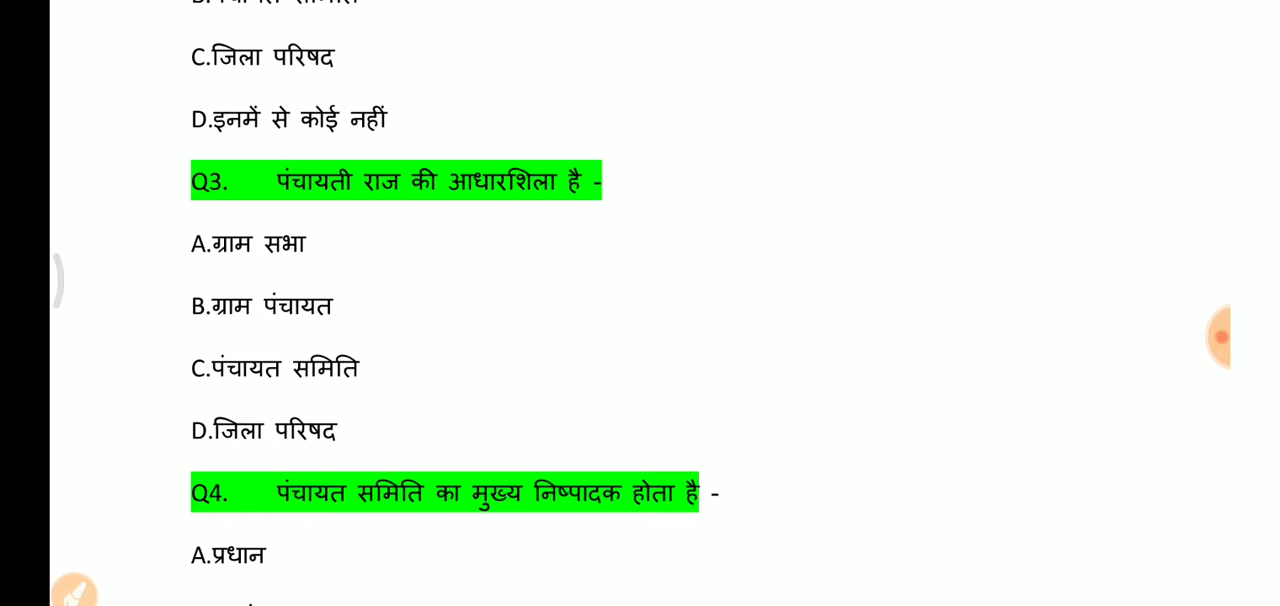 C.जिला परिषद
D.इनमें से कोई नहीं
Q3. पंचायती राज की आधारशिला है -
A.ग्राम सभा
B.ग्राम पंचायत
C.पंचायत समिति
D.जिला परिषद
Q4. पंचायत समिति का मुख्य निष्पादक होता है -
A.प्रधान